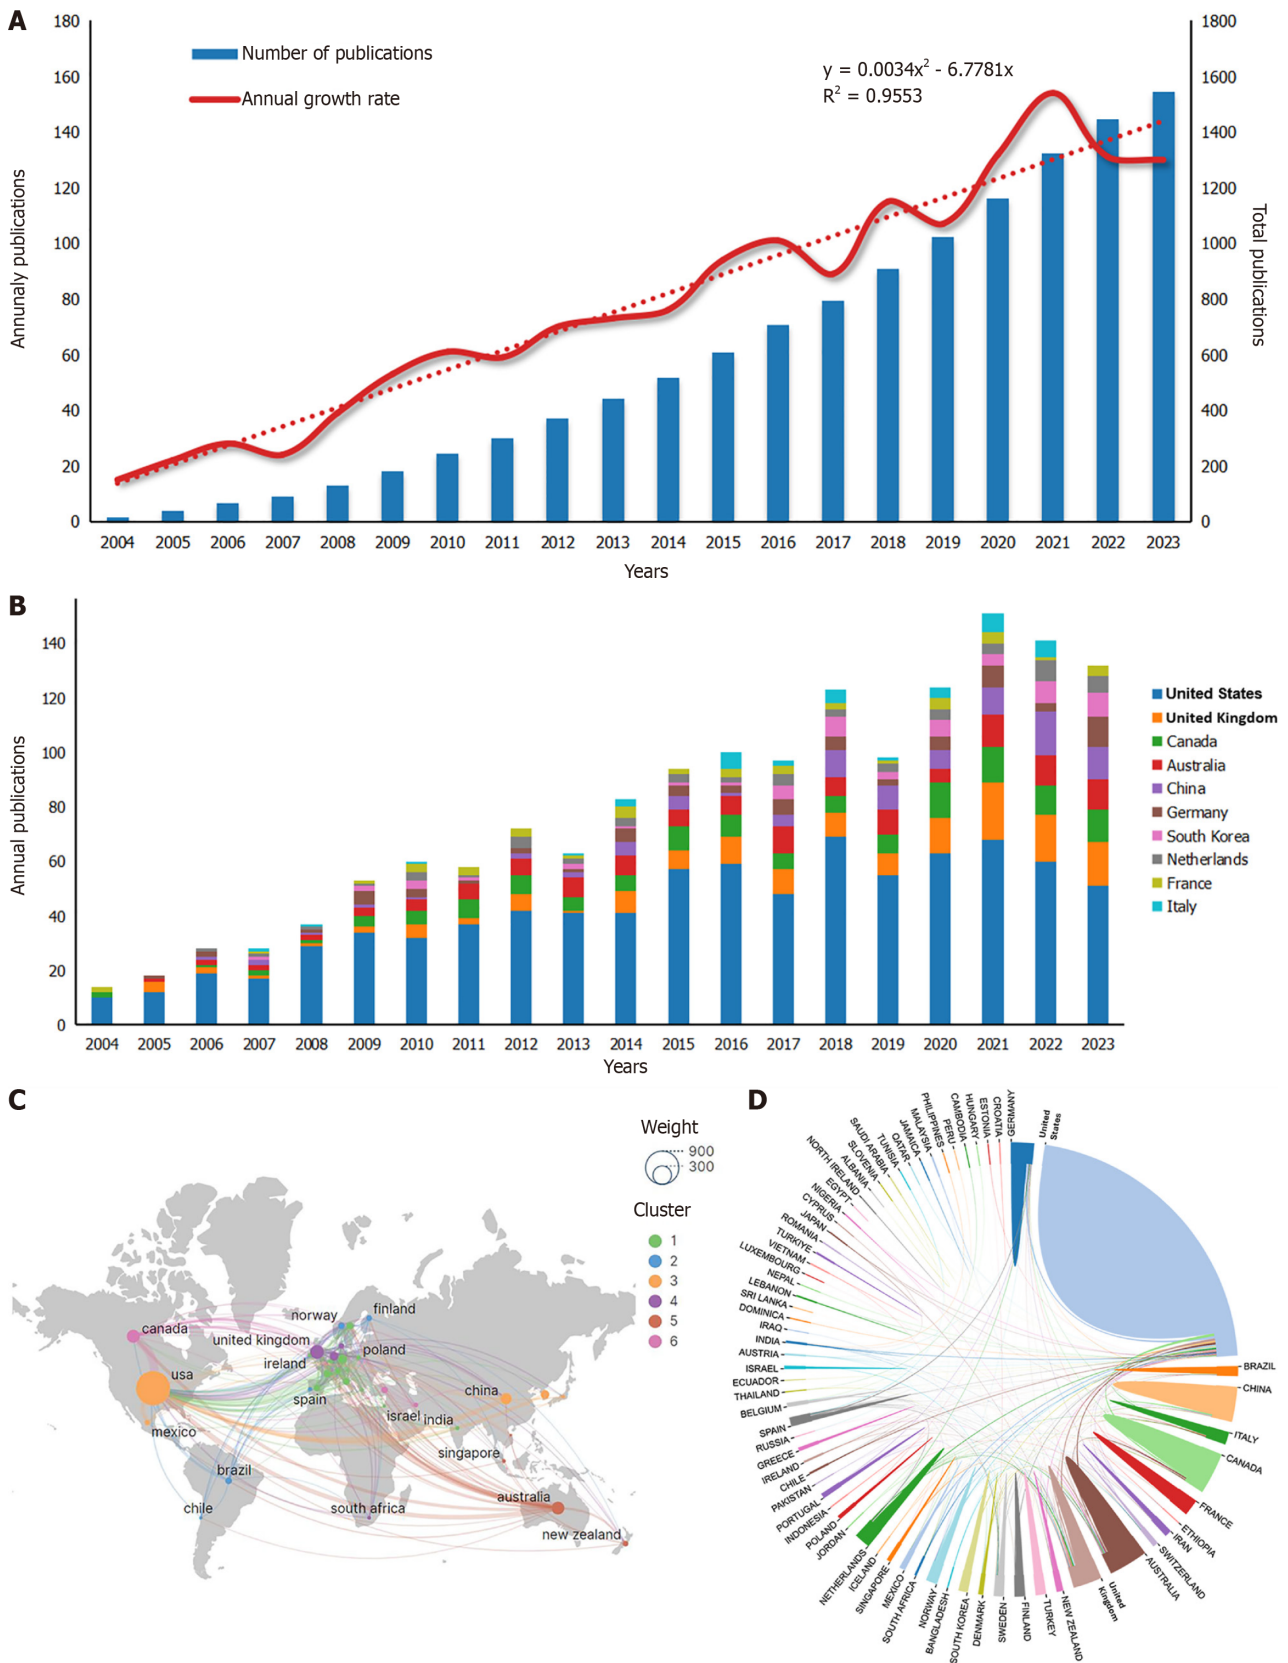 A
180
160
140
120
100
80
60
40
20
0
Annunaly publications
Number of publications
Annual growth rate
y = 0.0034x² - 6.7781x
R² = 0.9553
1800
1600
1400
1200
1000
800
600
400
200
0
Total publications
2004 2005 2006 2007 2008 2009 2010 2011 2012 2013 2014 2015 2016 2017 2018 2019 2020 2021 2022 2023
Years
B
140
120
100
80
60
40
20
0
Annual publications
United States
United Kingdom
Canada
Australia
China
Germany
South Korea
Netherlands
France
Italy
2004 2005 2006 2007 2008 2009 2010 2011 2012 2013 2014 2015 2016 2017 2018 2019 2020 2021 2022 2023
Years
C
Weight
900
300
Cluster
1
2
3
4
5
6
norway
finland
canada
united kingdom
poland
ireland
usa
spain
china
israel
india
mexico
singapore
brazil
chile
south africa
australia
new zealand
D
United
States
BRAZIL
CHINA
ITALY
CANADA
FRANCE
ETHIOPIA
IRAN
SWITZERLAND
AUSTRALIA
United
Kingdom
NEW ZEALAND
TURKEY
FINLAND
SWEDEN
DENMARK
SOUTH KOREA
BANGLADESH
NORWAY
SOUTH AFRICA
MEXICO
SINGAPORE
ICELAND
NETHERLANDS
JORDAN
POLAND
INDONESIA
PORTUGAL
PAKISTAN
CHILE
IRELAND
GREECE
RUSSIA
SPAIN
BELGIUM
THAILAND
ECUADOR
ISRAEL
AUSTRIA
INDIA
IRAQ
DOMINICA
SRI LANKA
LEBANON
NEPAL
LUXEMBOURG
VIETNAM
TURKIYE
ROMANIA
JAPAN
CYPRUS
NIGERIA
EGYPT
NORTH IRELAND
ALBANIA
SLOVENIA
SAUDI ARABIA
TUNISIA
QATAR
JAMAICA
MALAYSIA
PHILIPPINES
PERU
CAMBODIA
HUNGARY
ESTONIA
CROATIA
GERMANY